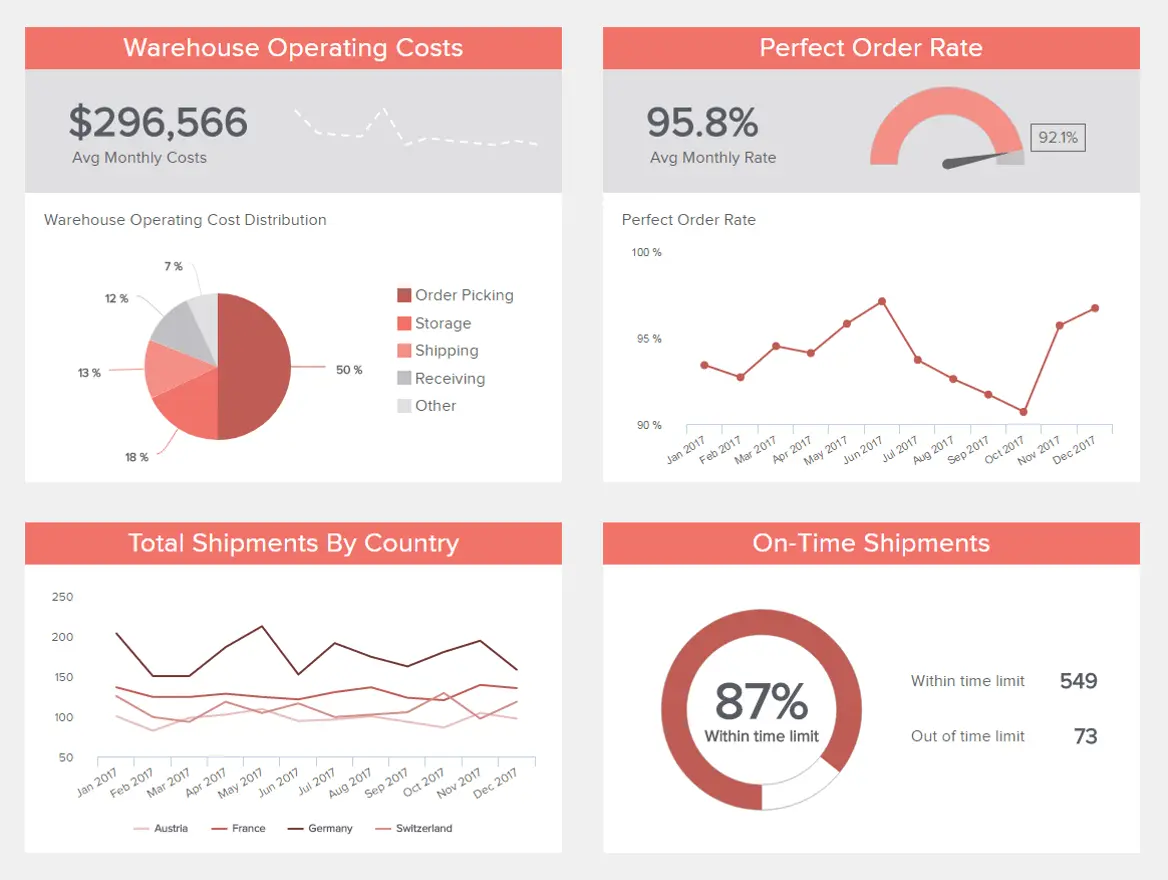 Warehouse Operating Costs
$296,566
Avg Monthly Costs
Warehouse Operating Cost Distribution
7 %
12 %
13 %
18 %
50 %
Order Picking
Storage
Shipping
Receiving
Other
Perfect Order Rate
95.8%
Avg Monthly Rate
92.1%
Perfect Order Rate
100 %
95 %
90 %
Jan 2017
Feb 2017
Mar 2017
Apr 2017
May 2017
Jun 2017
Jul 2017
Aug 2017
Sep 2017
Oct 2017
Nov 2017
Dec 2017
Total Shipments By Country
250
200
150
100
50
Jan 2017
Feb 2017
Mar 2017
Apr 2017
May 2017
Jun 2017
Jul 2017
Aug 2017
Sep 2017
Oct 2017
Nov 2017
Dec 2017
Austria
France
Germany
Switzerland
On-Time Shipments
87%
Within time limit
Within time limit 549
Out of time limit 73